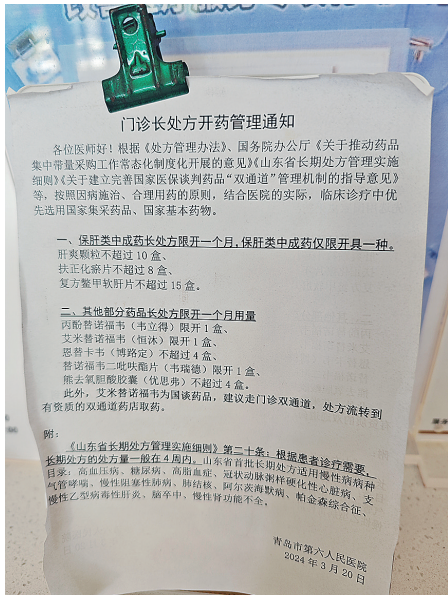 门诊长处方开药管理通知
各位医师好！根据《处方管理办法》、国务院办公厅《关于推动药品
集中带量采购工作常态化制度化开展的意见》《山东省长期处方管理实施
细则》《关于建立完善国家医保谈判药品“双通道”管理机制的指导意见》
等，按照因病施治、合理用药的原则，结合医院的实际，临床诊疗中优
先选用国家集采药品、国家基本药物。
一、保肝类中成药长处方限开一个月，保肝类中成药仅限开具一种。
肝爽颗粒不超过 10 盒、
扶正化瘀片不超过 8 盒、
复方鳖甲软肝片不超过 15 盒。
二、其他部分药品长处方限开一个月用量
丙酚替诺福韦（韦立得）限开 1 盒、
艾米替诺福韦（恒沐）限开 1 盒、
恩替卡韦（博路定）不超过 4 盒、
替诺福韦二吡呋酯片（韦瑞德）限开 1 盒、
熊去氧胆酸胶囊（优思弗）不超过 4 盒。
此外，艾米替诺福韦为国谈药品，建议走门诊双通道，处方流转到
有资质的双通道药店取药。
附：
《山东省长期处方管理实施细则》第二十条：根据患者诊疗需要，
长期处方的处方量一般在 4 周内。山东省首批长期处方适用慢性病病种
目录：高血压病、糖尿病、高脂血症、冠状动脉粥样硬化性心脏病、支
气管哮喘、慢性阻塞性肺病、肺结核、阿尔茨海默病、帕金森综合征、
慢性乙型病毒性肝炎、脑卒中、慢性肾功能不全。
青岛市第六人民医院
2024 年 3 月 20 日